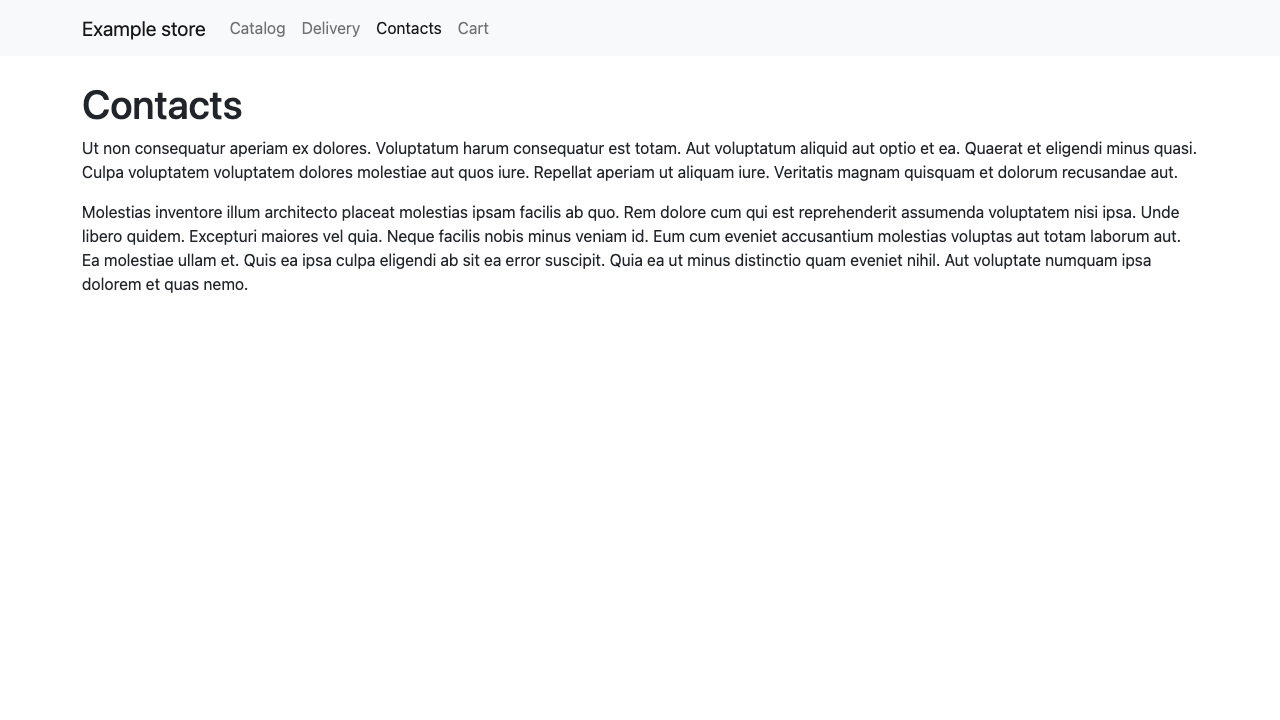 Example store Catalog Delivery Contacts Cart
Contacts
Ut non consequatur aperiam ex dolores. Voluptatum harum consequatur est totam. Aut voluptatum aliquid aut optio et ea. Quaerat et eligendi minus quasi.
Culpa voluptatem voluptatem dolores molestiae aut quos iure. Repellat aperiam ut aliquam iure. Veritatis magnam quisquam et dolorum recusandae aut.
Molestias inventore illum architecto placeat molestias ipsam facilis ab quo. Rem dolore cum qui est reprehenderit assumenda voluptatem nisi ipsa. Unde
libero quidem. Excepturi maiores vel quia. Neque facilis nobis minus veniam id. Eum cum eveniet accusantium molestias voluptas aut totam laborum aut.
Ea molestiae ullam et. Quis ea ipsa culpa eligendi ab sit ea error suscipit. Quia ea ut minus distinctio quam eveniet nihil. Aut voluptate numquam ipsa
dolorem et quas nemo.